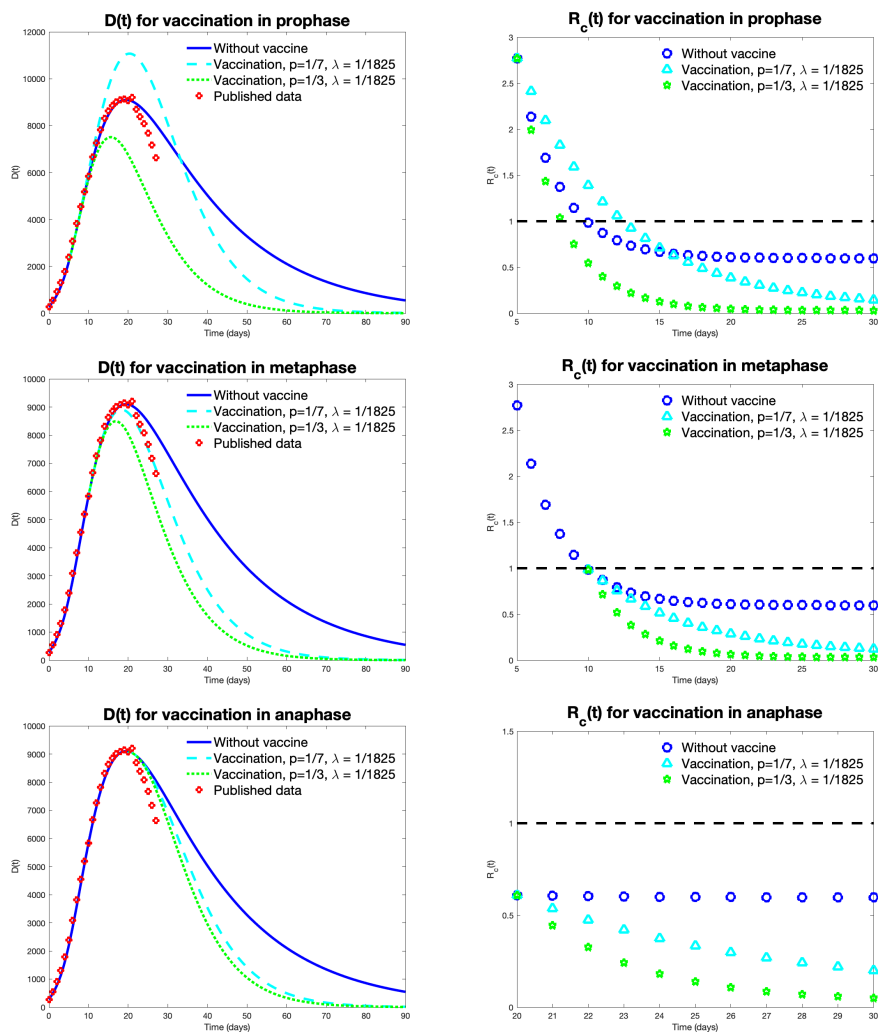 D(t) for vaccination in prophase
12000
10000
8000
6000
4000
2000
0
D(t)
0 10 20 30 40 50 60 70 80 90
Time (days)
Without vaccine
Vaccination, p=1/7, λ = 1/1825
Vaccination, p=1/3, λ = 1/1825
Published data
R_c(t) for vaccination in prophase
3
2.5
2
1.5
1
0.5
0
R_c(t)
5 10 15 20 25 30
Time (days)
Without vaccine
Vaccination, p=1/7, λ = 1/1825
Vaccination, p=1/3, λ = 1/1825
D(t) for vaccination in metaphase
10000
9000
8000
7000
6000
5000
4000
3000
2000
1000
0
D(t)
0 10 20 30 40 50 60 70 80 90
Time (days)
Without vaccine
Vaccination, p=1/7, λ = 1/1825
Vaccination, p=1/3, λ = 1/1825
Published data
R_c(t) for vaccination in metaphase
3
2.5
2
1.5
1
0.5
0
R_c(t)
5 10 15 20 25 30
Time (days)
Without vaccine
Vaccination, p=1/7, λ = 1/1825
Vaccination, p=1/3, λ = 1/1825
D(t) for vaccination in anaphase
10000
9000
8000
7000
6000
5000
4000
3000
2000
1000
0
D(t)
0 10 20 30 40 50 60 70 80 90
Time (days)
Without vaccine
Vaccination, p=1/7, λ = 1/1825
Vaccination, p=1/3, λ = 1/1825
Published data
R_c(t) for vaccination in anaphase
1.5
1
0.5
0
R_c(t)
20 21 22 23 24 25 26 27 28 29 30
Time (days)
Without vaccine
Vaccination, p=1/7, λ = 1/1825
Vaccination, p=1/3, λ = 1/1825